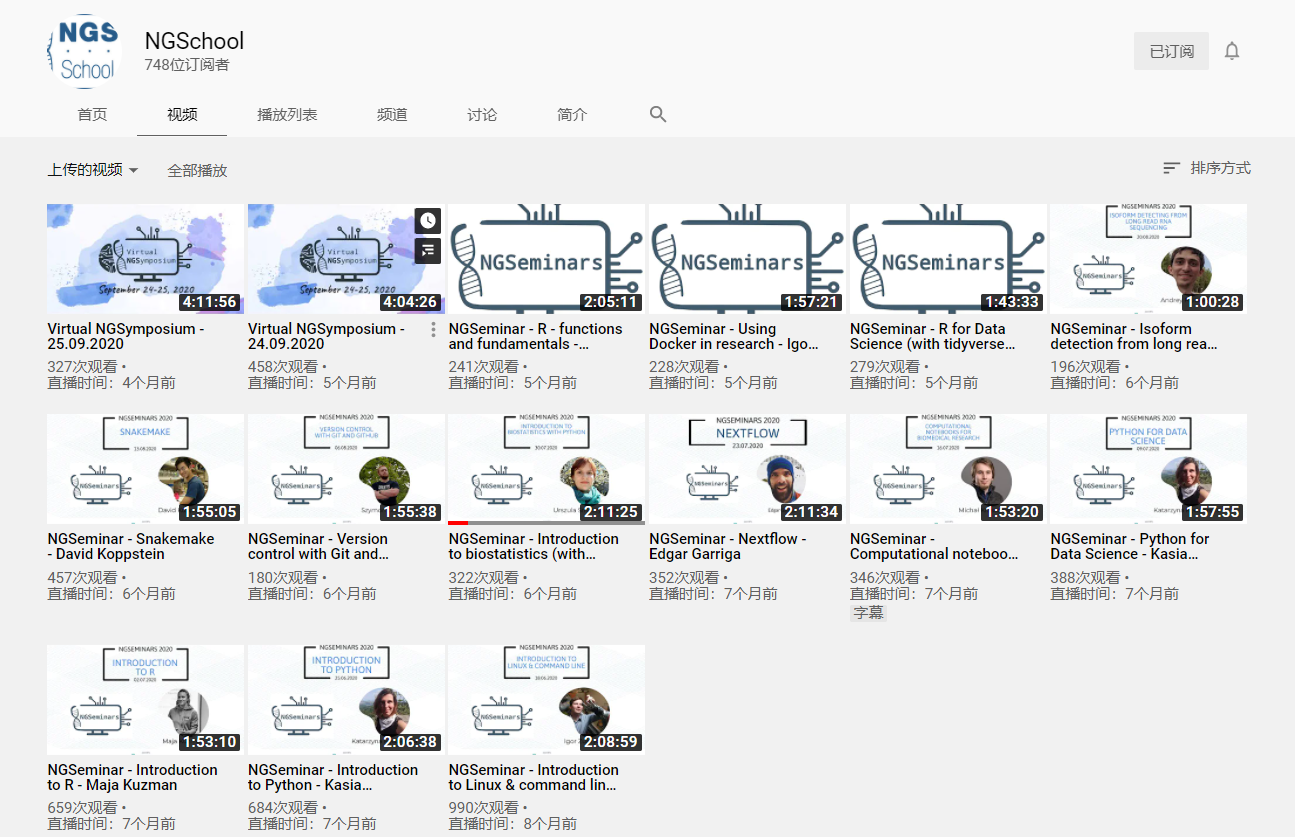 NGS
School
NGSchool
748位订阅者
已订阅
首页
视频
播放列表
频道
讨论
简介
上传的视频
全部播放
排序方式
Virtual
NGSymposium
September 24-25, 2020
4:11:56
Virtual
NGSymposium
September 24-25, 2020
4:04:26
NGSeminars
2:05:11
NGSeminars
1:57:21
NGSeminars
1:43:33
NGSEMINARS 2020
ISOFORM DETECTING FROM
LONG READ RNA
SEQUENCING
20.08.2020
NGSeminars
Andrey
1:00:28
Virtual NGSymposium -
25.09.2020
327次观看 •
直播时间：4个月前
Virtual NGSymposium -
24.09.2020
458次观看 •
直播时间：5个月前
NGSeminar - R - functions
and fundamentals -...
241次观看 •
直播时间：5个月前
NGSeminar - Using
Docker in research - Igo...
228次观看 •
直播时间：5个月前
NGSeminar - R for Data
Science (with tidyverse...
279次观看 •
直播时间：5个月前
NGSeminar - Isoform
detection from long rea...
196次观看 •
直播时间：6个月前
NGSEMINARS 2020
SNAKEMAKE
13.08.2020
NGSeminars
David
1:55:05
NGSEMINARS 2020
VERSION CONTROL
WITH GIT AND GITHUB
06.08.2020
NGSeminars
Szymo
1:55:38
NGSEMINARS 2020
INTRODUCTION TO
BIOSTATISTICS WITH PYTHON
30.07.2020
NGSeminars
Urszula
2:11:25
NGSEMINARS 2020
NEXTFLOW
23.07.2020
NGSeminars
2:11:34
NGSEMINARS 2020
COMPUTATIONAL
NOTEBOOKS FOR
BIOMEDICAL RESEARCH
16.07.2020
NGSeminars
Michal
1:53:20
NGSEMINARS 2020
PYTHON FOR DATA
SCIENCE
09.07.2020
NGSeminars
Katarzyn
1:57:55
NGSeminar - Snakemake
- David Koppstein
457次观看 •
直播时间：6个月前
NGSeminar - Version
control with Git and...
180次观看 •
直播时间：6个月前
NGSeminar - Introduction
to biostatistics (with...
322次观看 •
直播时间：6个月前
NGSeminar - Nextflow -
Edgar Garriga
352次观看 •
直播时间：7个月前
NGSeminar -
Computational noteboo...
346次观看 •
直播时间：7个月前
字幕
NGSeminar - Python for
Data Science - Kasia...
388次观看 •
直播时间：7个月前
NGSEMINARS 2020
INTRODUCTION
TO R
02.07.2020
NGSeminars
Maja
1:53:10
NGSEMINARS 2020
INTRODUCTION
TO PYTHON
25.06.2020
NGSeminars
Katarzyn
2:06:38
NGSEMINARS 2020
INTRODUCTION TO
LINUX & COMMAND LINE
18.06.2020
NGSeminars
Igor
2:08:59
NGSeminar - Introduction
to R - Maja Kuzman
659次观看 •
直播时间：7个月前
NGSeminar - Introduction
to Python - Kasia...
684次观看 •
直播时间：7个月前
NGSeminar - Introduction
to Linux & command lin...
990次观看 •
直播时间：8个月前